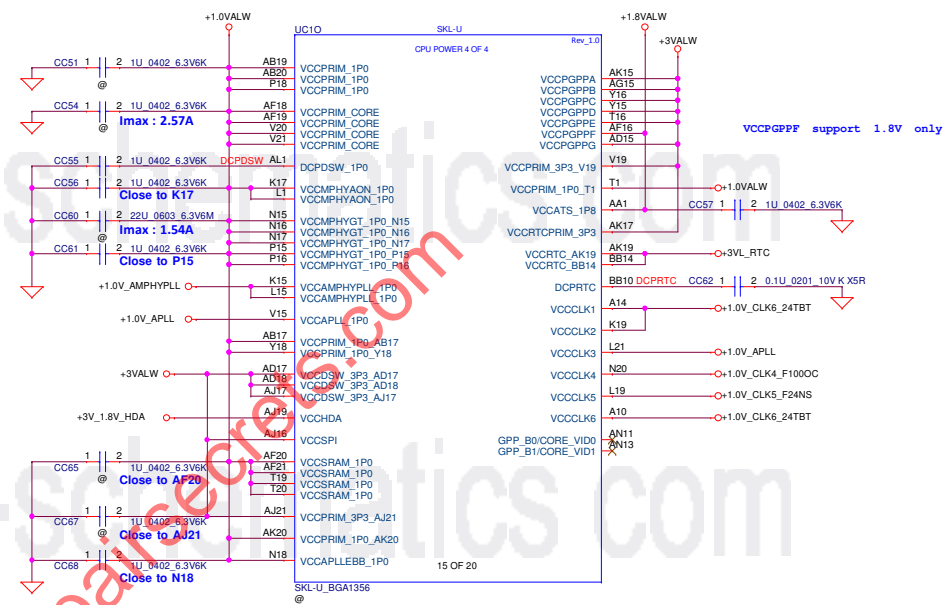 +1.0VALW
UC1O
SKL-U
+1.8VALW
Rev_1.0
CPU POWER 4 OF 4
+3VALW
CC51 1 2 1U_0402_6.3V6K
@
AB19 VCCPRIM_1P0
AB20 VCCPRIM_1P0
P18 VCCPRIM_1P0
CC54 1 2 1U_0402_6.3V6K
@
Imax : 2.57A
AF18 VCCPRIM_CORE
AF19 VCCPRIM_CORE
V20 VCCPRIM_CORE
V21 VCCPRIM_CORE
CC55 1 2 1U_0402_6.3V6K DCPDSW AL1 DCPDSW_1P0
CC56 1 2 1U_0402_6.3V6K
Close to K17
K17 VCCMPHYAON_1P0
L1 VCCMPHYAON_1P0
CC60 1 2 22U_0603_6.3V6M
@
Imax : 1.54A
N15 VCCMPHYGT_1P0_N15
N16 VCCMPHYGT_1P0_N16
N17 VCCMPHYGT_1P0_N17
P15 VCCMPHYGT_1P0_P15
P16 VCCMPHYGT_1P0_P16
CC61 1 2 1U_0402_6.3V6K
Close to P15
+1.0V_AMPHYPLL
K15 VCCAMPHYPLL_1P0
L15 VCCAMPHYPLL_1P0
+1.0V_APLL
V15 VCCAPLL_1P0
AB17 VCCPRIM_1P0_AB17
Y18 VCCPRIM_1P0_Y18
+3VALW
AD17 VCCDSW_3P3_AD17
AD18 VCCDSW_3P3_AD18
AJ17 VCCDSW_3P3_AJ17
+3V_1.8V_HDA
AJ19 VCCHDA
AJ16 VCCSPI
CC65 1 2 1U_0402_6.3V6K
@
Close to AF20
AF20 VCCSRAM_1P0
AF21 VCCSRAM_1P0
T19 VCCSRAM_1P0
T20 VCCSRAM_1P0
CC67 1 2 1U_0402_6.3V6K
@
Close to AJ21
AJ21 VCCPRIM_3P3_AJ21
AK20 VCCPRIM_1P0_AK20
CC68 1 2 1U_0402_6.3V6K
Close to N18
N18 VCCAPLLEBB_1P0
VCCPGPPA AK15
VCCPGPPB AG15
VCCPGPPC Y16
VCCPGPPD Y15
VCCPGPPE T16
VCCPGPPF AF16
VCCPGPPG AD15
VCCPGPPF support 1.8V only
VCCPRIM_3P3_V19 V19
VCCPRIM_1P0_T1 T1 +1.0VALW
VCCATS_1P8 AA1
CC57 1 2 1U_0402_6.3V6K
VCCRTCPRIM_3P3 AK17
VCCRTC_AK19 AK19 +3VL_RTC
VCCRTC_BB14 BB14
DCPRTC BB10 DCPRTC CC62 1 2 0.1U_0201_10V K X5R
VCCCLK1 A14 +1.0V_CLK6_24TBT
VCCCLK2 K19
VCCCLK3 L21 +1.0V_APLL
VCCCLK4 N20 +1.0V_CLK4_F100OC
VCCCLK5 L19 +1.0V_CLK5_F24NS
VCCCLK6 A10 +1.0V_CLK6_24TBT
GPP_B0/CORE_VID0 AN11
GPP_B1/CORE_VID1 AN13
15 OF 20
SKL-U_BGA1356
@
schematics com
-schematics com
pairsecrets.com